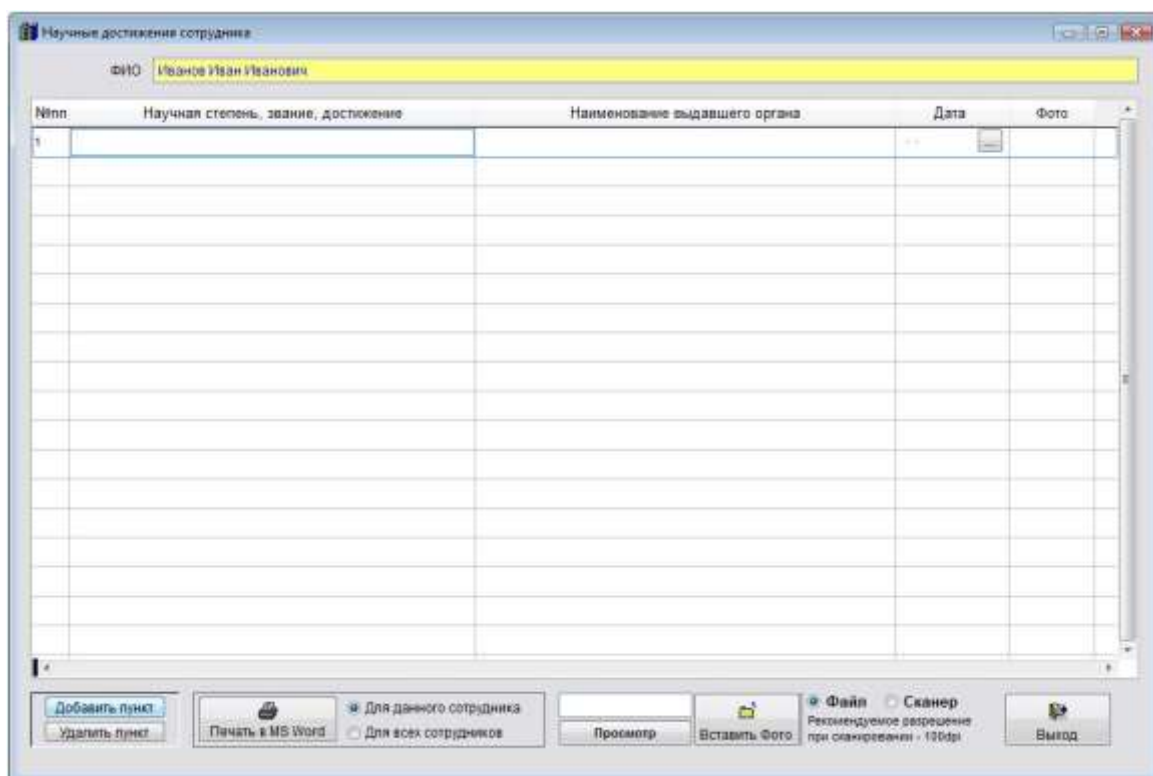 Научные достижения сотрудника
ФИО Иванов Иван Иванович
№пп Научная степень, звание, достижение Наименование выдавшего органа Дата Фото
1 ...
Добавить пункт
Удалить пункт
Печать в MS Word
Для данного сотрудника
Для всех сотрудников
Просмотр
Вставить Фото
Файл Сканер
Рекомендуемое разрешение
при сканировании - 100dpi
Выход